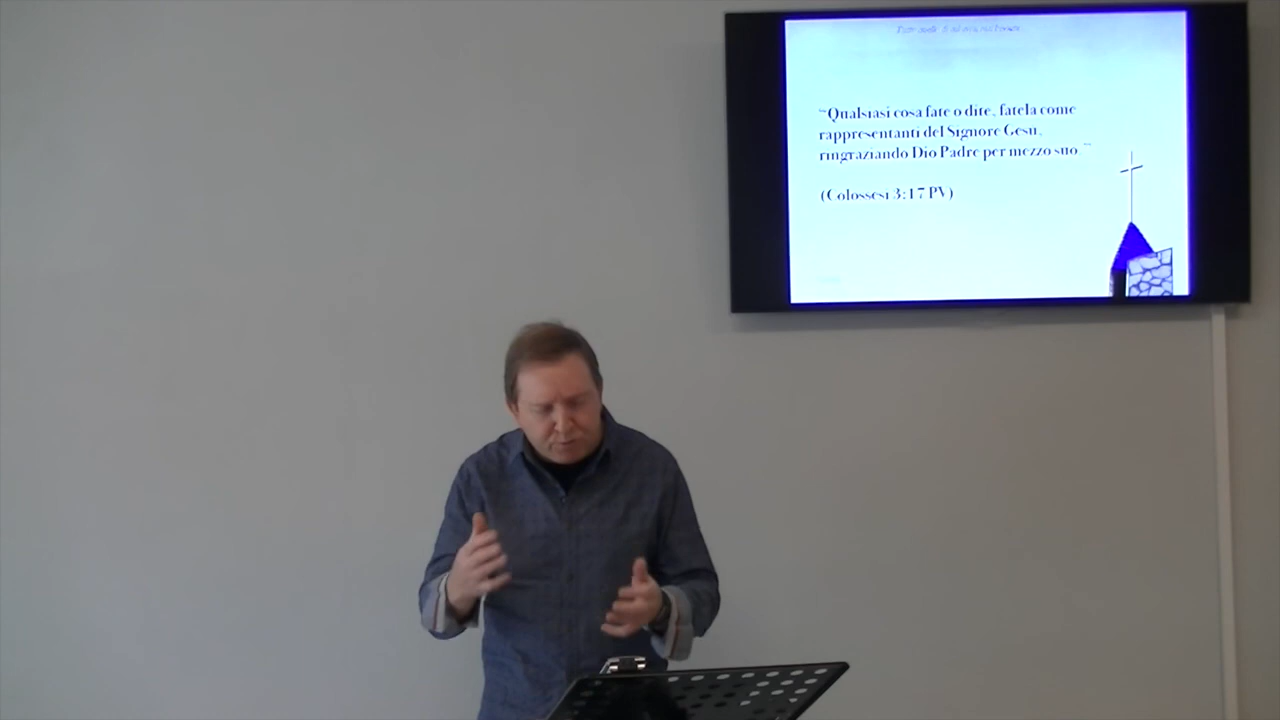 "Qualsiasi cosa fate o dite, fatela come
rappresentanti del Signore Gesu,
ringraziando Dio Padre per mezzo suo."
(Colossesi 3:17 PV)